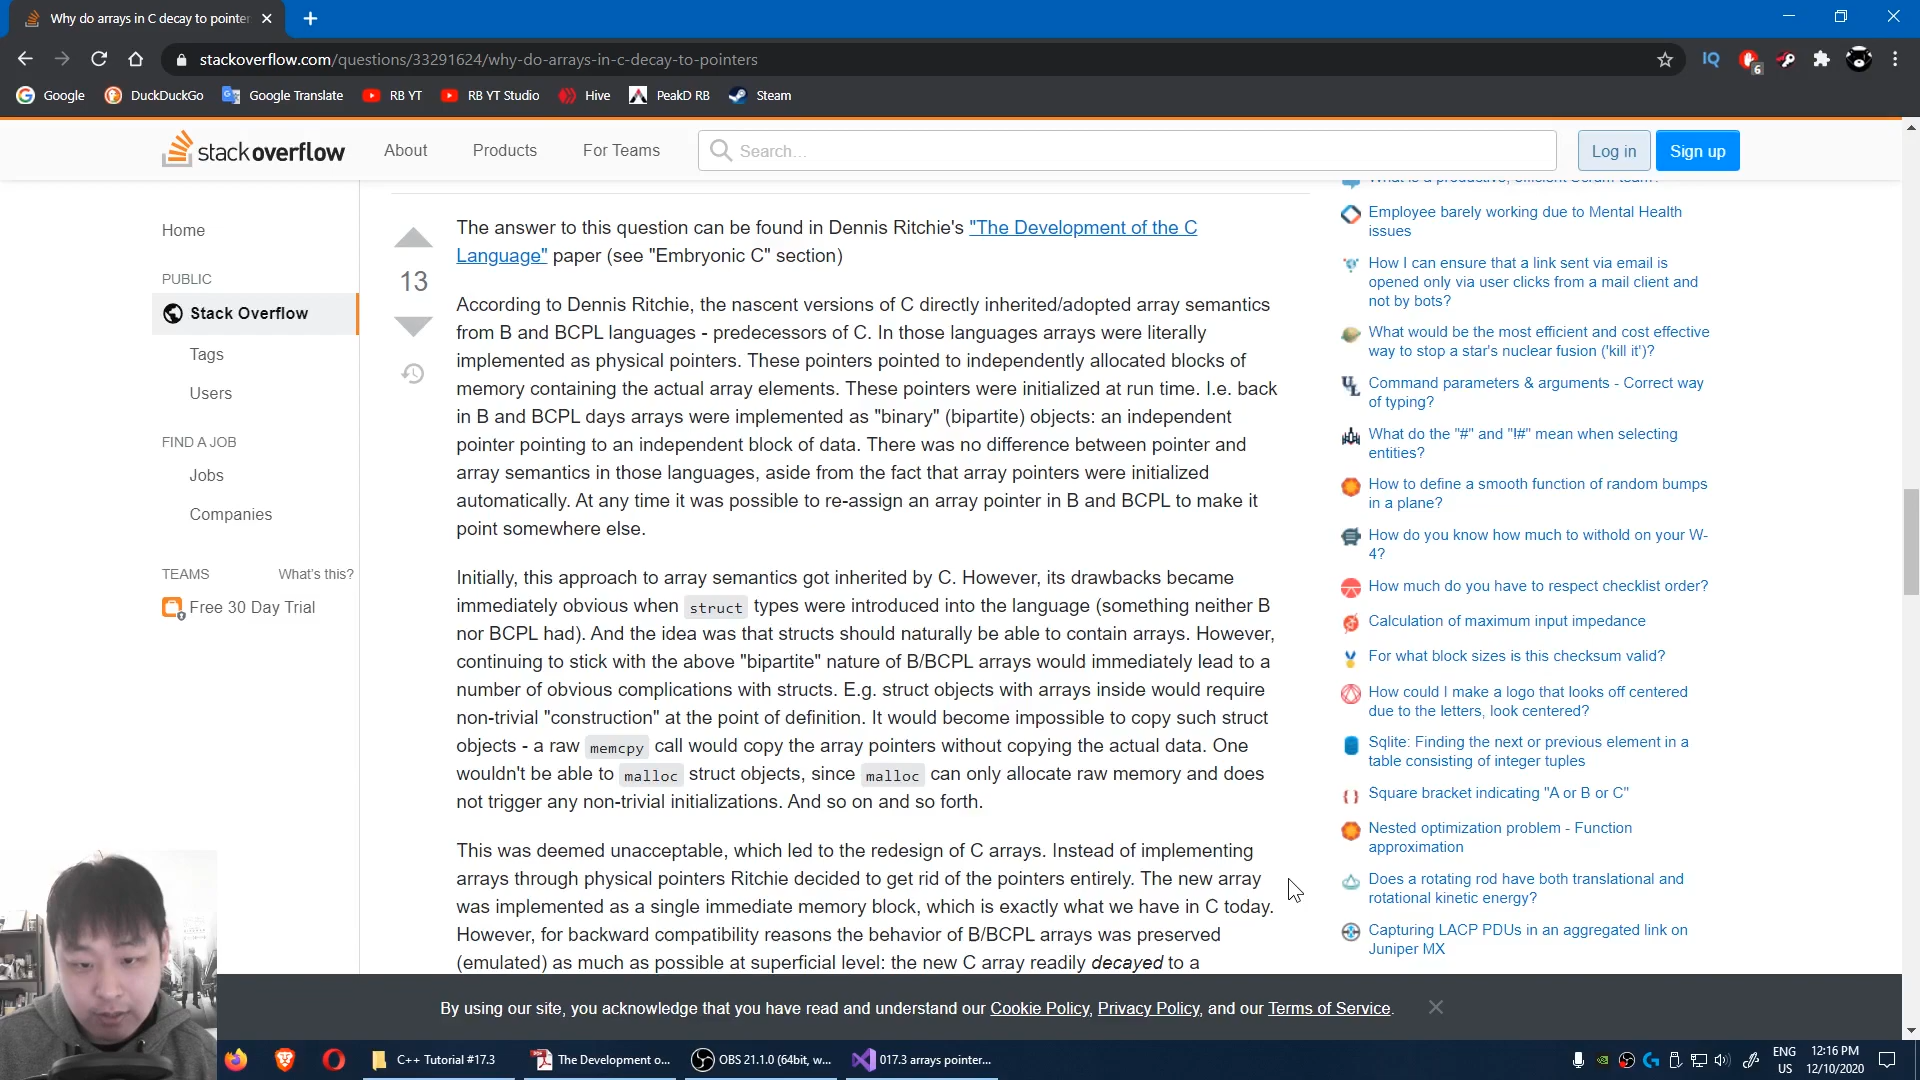 Why do arrays in C decay to pointer
stackoverflow.com/questions/33291624/why-do-arrays-in-c-decay-to-pointers
IQ
6
Google
DuckDuckGo
Google Translate
RB YT
RB YT Studio
Hive
PeakD RB
Steam
stackoverflow
About
Products
For Teams
Search…
Log in
Sign up
Home
PUBLIC
Stack Overflow
Tags
Users
FIND A JOB
Jobs
Companies
TEAMS
What's this?
Free 30 Day Trial
13
The answer to this question can be found in Dennis Ritchie's "The Development of the C
Language" paper (see "Embryonic C" section)
According to Dennis Ritchie, the nascent versions of C directly inherited/adopted array semantics
from B and BCPL languages - predecessors of C. In those languages arrays were literally
implemented as physical pointers. These pointers pointed to independently allocated blocks of
memory containing the actual array elements. These pointers were initialized at run time. I.e. back
in B and BCPL days arrays were implemented as "binary" (bipartite) objects: an independent
pointer pointing to an independent block of data. There was no difference between pointer and
array semantics in those languages, aside from the fact that array pointers were initialized
automatically. At any time it was possible to re-assign an array pointer in B and BCPL to make it
point somewhere else.
Initially, this approach to array semantics got inherited by C. However, its drawbacks became
immediately obvious when struct types were introduced into the language (something neither B
nor BCPL had). And the idea was that structs should naturally be able to contain arrays. However,
continuing to stick with the above "bipartite" nature of B/BCPL arrays would immediately lead to a
number of obvious complications with structs. E.g. struct objects with arrays inside would require
non-trivial "construction" at the point of definition. It would become impossible to copy such struct
objects - a raw memcpy call would copy the array pointers without copying the actual data. One
wouldn't be able to malloc struct objects, since malloc can only allocate raw memory and does
not trigger any non-trivial initializations. And so on and so forth.
This was deemed unacceptable, which led to the redesign of C arrays. Instead of implementing
arrays through physical pointers Ritchie decided to get rid of the pointers entirely. The new array
was implemented as a single immediate memory block, which is exactly what we have in C today.
However, for backward compatibility reasons the behavior of B/BCPL arrays was preserved
(emulated) as much as possible at superficial level: the new C array readily decayed to a
What is a productive, efficient Scrum team?
Employee barely working due to Mental Health
issues
How I can ensure that a link sent via email is
opened only via user clicks from a mail client and
not by bots?
What would be the most efficient and cost effective
way to stop a star's nuclear fusion ('kill it')?
Command parameters & arguments - Correct way
of typing?
What do the "#" and "!#" mean when selecting
entities?
How to define a smooth function of random bumps
in a plane?
How do you know how much to withold on your W-
4?
How much do you have to respect checklist order?
Calculation of maximum input impedance
For what block sizes is this checksum valid?
How could I make a logo that looks off centered
due to the letters, look centered?
Sqlite: Finding the next or previous element in a
table consisting of integer tuples
Square bracket indicating "A or B or C"
Nested optimization problem - Function
approximation
Does a rotating rod have both translational and
rotational kinetic energy?
Capturing LACP PDUs in an aggregated link on
Juniper MX
By using our site, you acknowledge that you have read and understand our Cookie Policy, Privacy Policy, and our Terms of Service.
C++ Tutorial #17.3
The Development o...
OBS 21.1.0 (64bit, w...
017.3 arrays pointer...
ENG
US
12:16 PM
12/10/2020